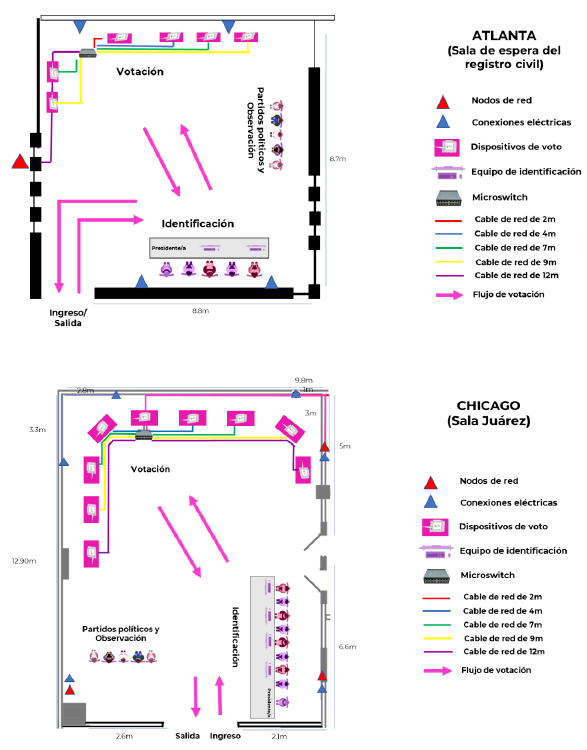 ATLANTA
(Sala de espera del
registro civil)
Votación
Partidos políticos y
Observación
8.7m
Identificación
Presidente/a
Ingreso/
Salida
8.8m
Nodos de red
Conexiones eléctricas
Dispositivos de voto
Equipo de identificación
Microswitch
Cable de red de 2m
Cable de red de 4m
Cable de red de 7m
Cable de red de 9m
Cable de red de 12m
Flujo de votación
CHICAGO
(Sala Juárez)
9.8m
2.8m
1m
3m
3.3m
5m
Votación
12.90m
Partidos políticos y
Observación
Identificación
Presidente/a
6.6m
2.6m
Salida
Ingreso
2.1m
Nodos de red
Conexiones eléctricas
Dispositivos de voto
Equipo de identificación
Microswitch
Cable de red de 2m
Cable de red de 4m
Cable de red de 7m
Cable de red de 9m
Cable de red de 12m
Flujo de votación